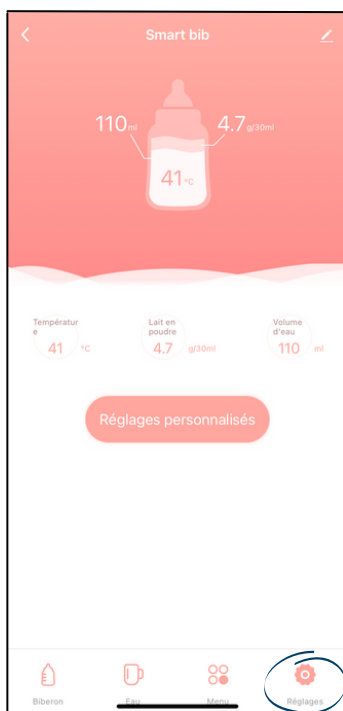 Smart bib
110 ml
4.7 g/30ml
41 °C
Températur
e
41 °C
Lait en
poudre
4.7 g/30ml
Volume
d'eau
110 ml
Réglages personnalisés
Biberon
Eau
Menu
Réglages